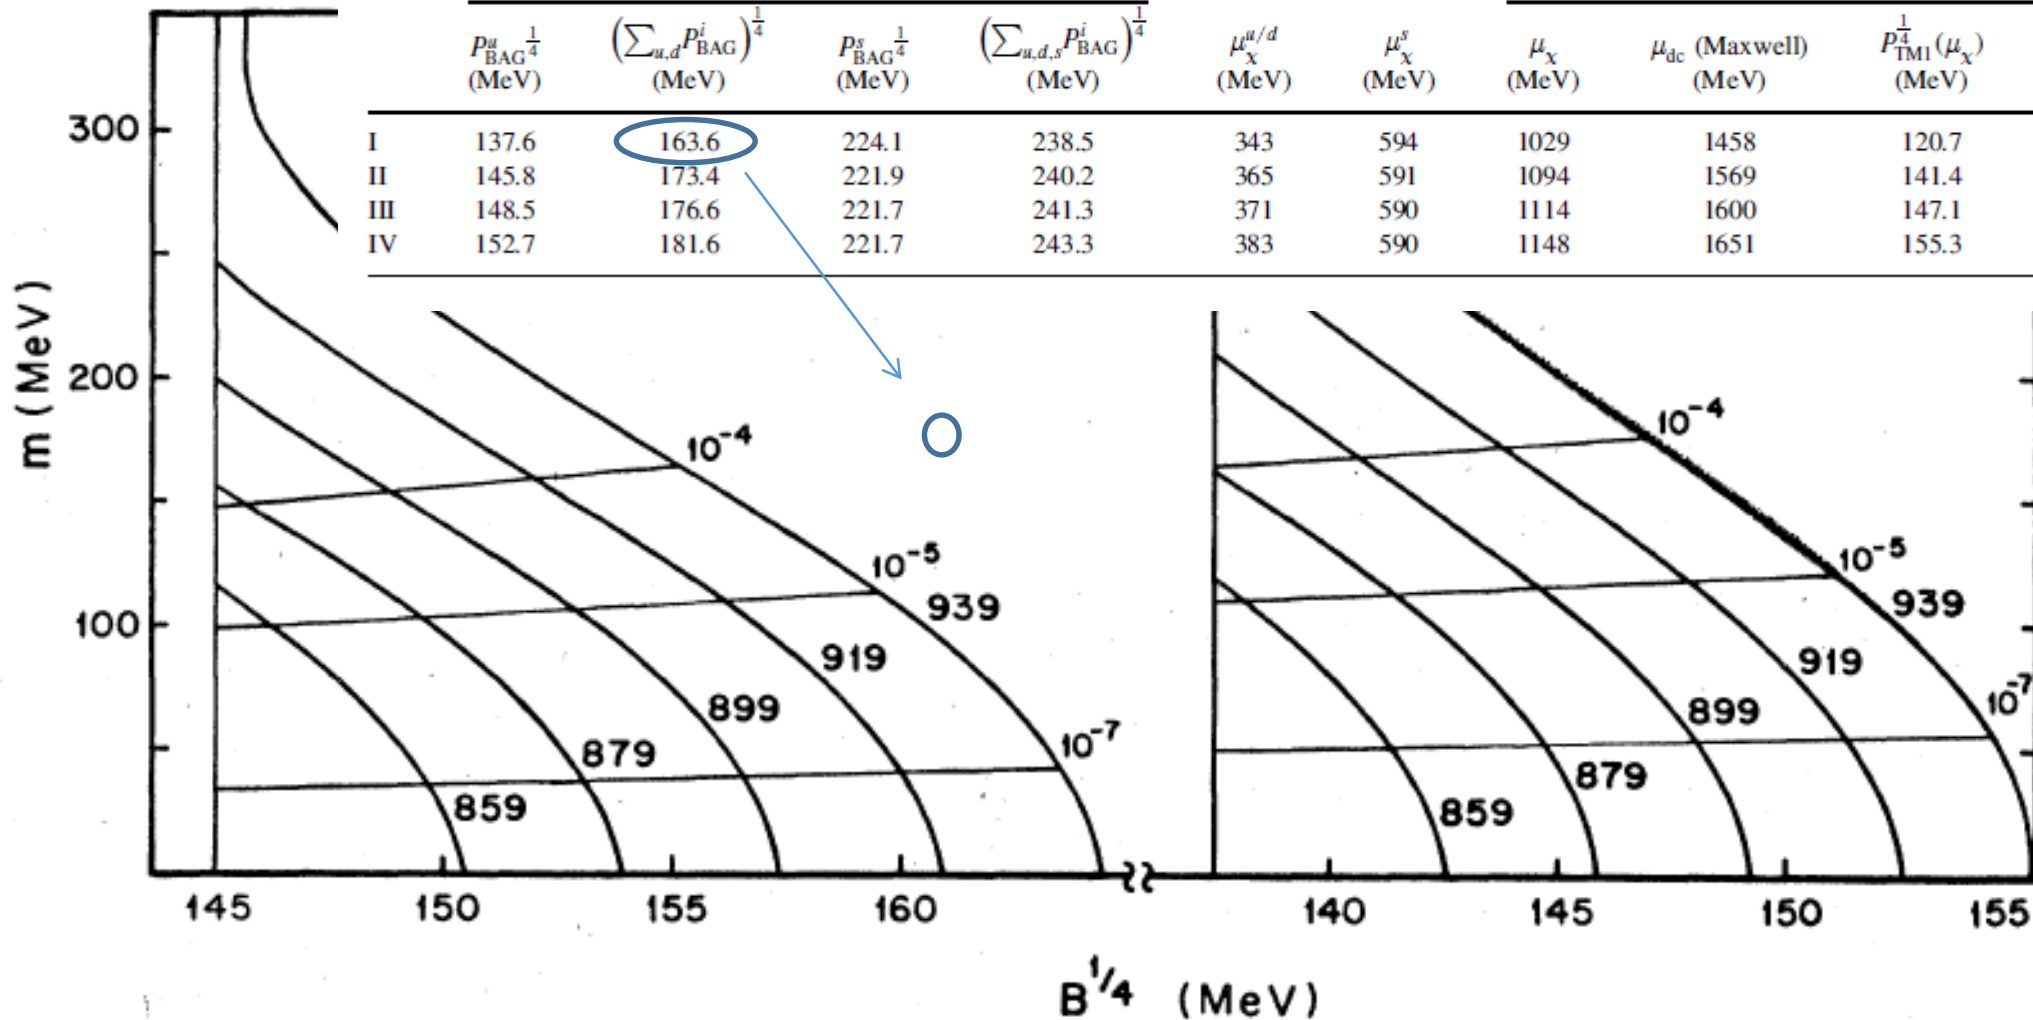 P^u_BAG^1/4 (∑_u,d P^i_BAG)^1/4 P^s_BAG^1/4 (∑_u,d,s P^i_BAG)^1/4 μ_χ^u/d μ_χ^s μ_χ μ_dc (Maxwell) P^1/4_TM1(μ_χ)
(MeV) (MeV) (MeV) (MeV) (MeV) (MeV) (MeV) (MeV) (MeV)
I 137.6 163.6 224.1 238.5 343 594 1029 1458 120.7
II 145.8 173.4 221.9 240.2 365 591 1094 1569 141.4
III 148.5 176.6 221.7 241.3 371 590 1114 1600 147.1
IV 152.7 181.6 221.7 243.3 383 590 1148 1651 155.3
m (MeV)
300
200
100
10^-4
10^-5
939
919
899
10^-7
879
859
10^-4
10^-5
939
919
10^-7
899
879
859
145 150 155 160 140 145 150 155
B^1/4 (MeV)